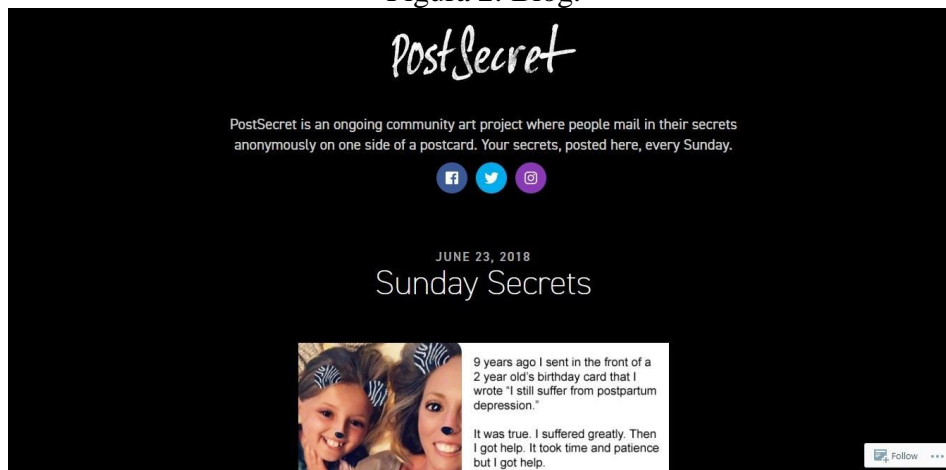 Figura 2: Blog.
PostSecret
PostSecret is an ongoing community art project where people mail in their secrets
anonymously on one side of a postcard. Your secrets, posted here, every Sunday.
JUNE 23, 2018
Sunday Secrets
9 years ago I sent in the front of a
2 year old's birthday card that I
wrote “I still suffer from postpartum
depression.”
It was true. I suffered greatly. Then
I got help. It took time and patience
but I got help.
Follow